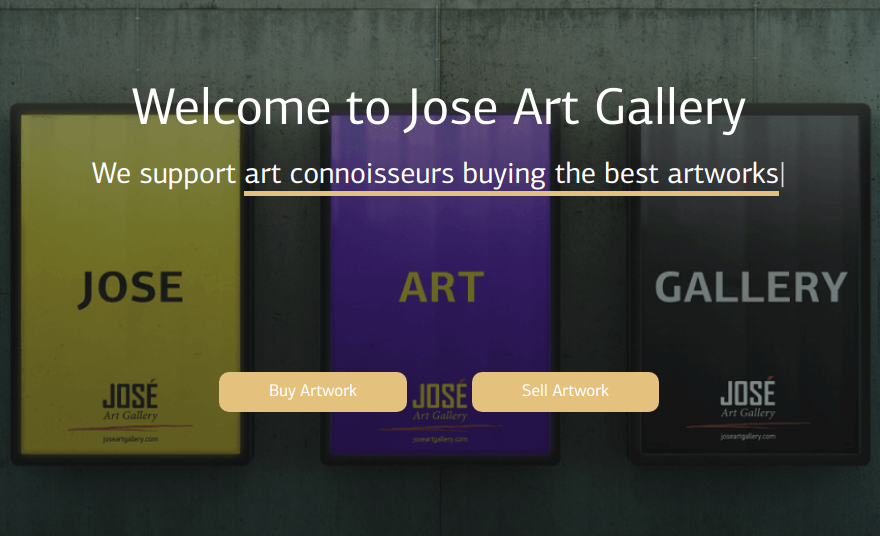 Welcome to Jose Art Gallery
We support art connoisseurs buying the best artworks|
JOSE
ART
GALLERY
Buy Artwork
Sell Artwork
JOSÉ
Art Gallery
joseartgallery.com
JOSÉ
Art Gallery
joseartgallery.com
JOSÉ
Art Gallery
joseartgallery.com